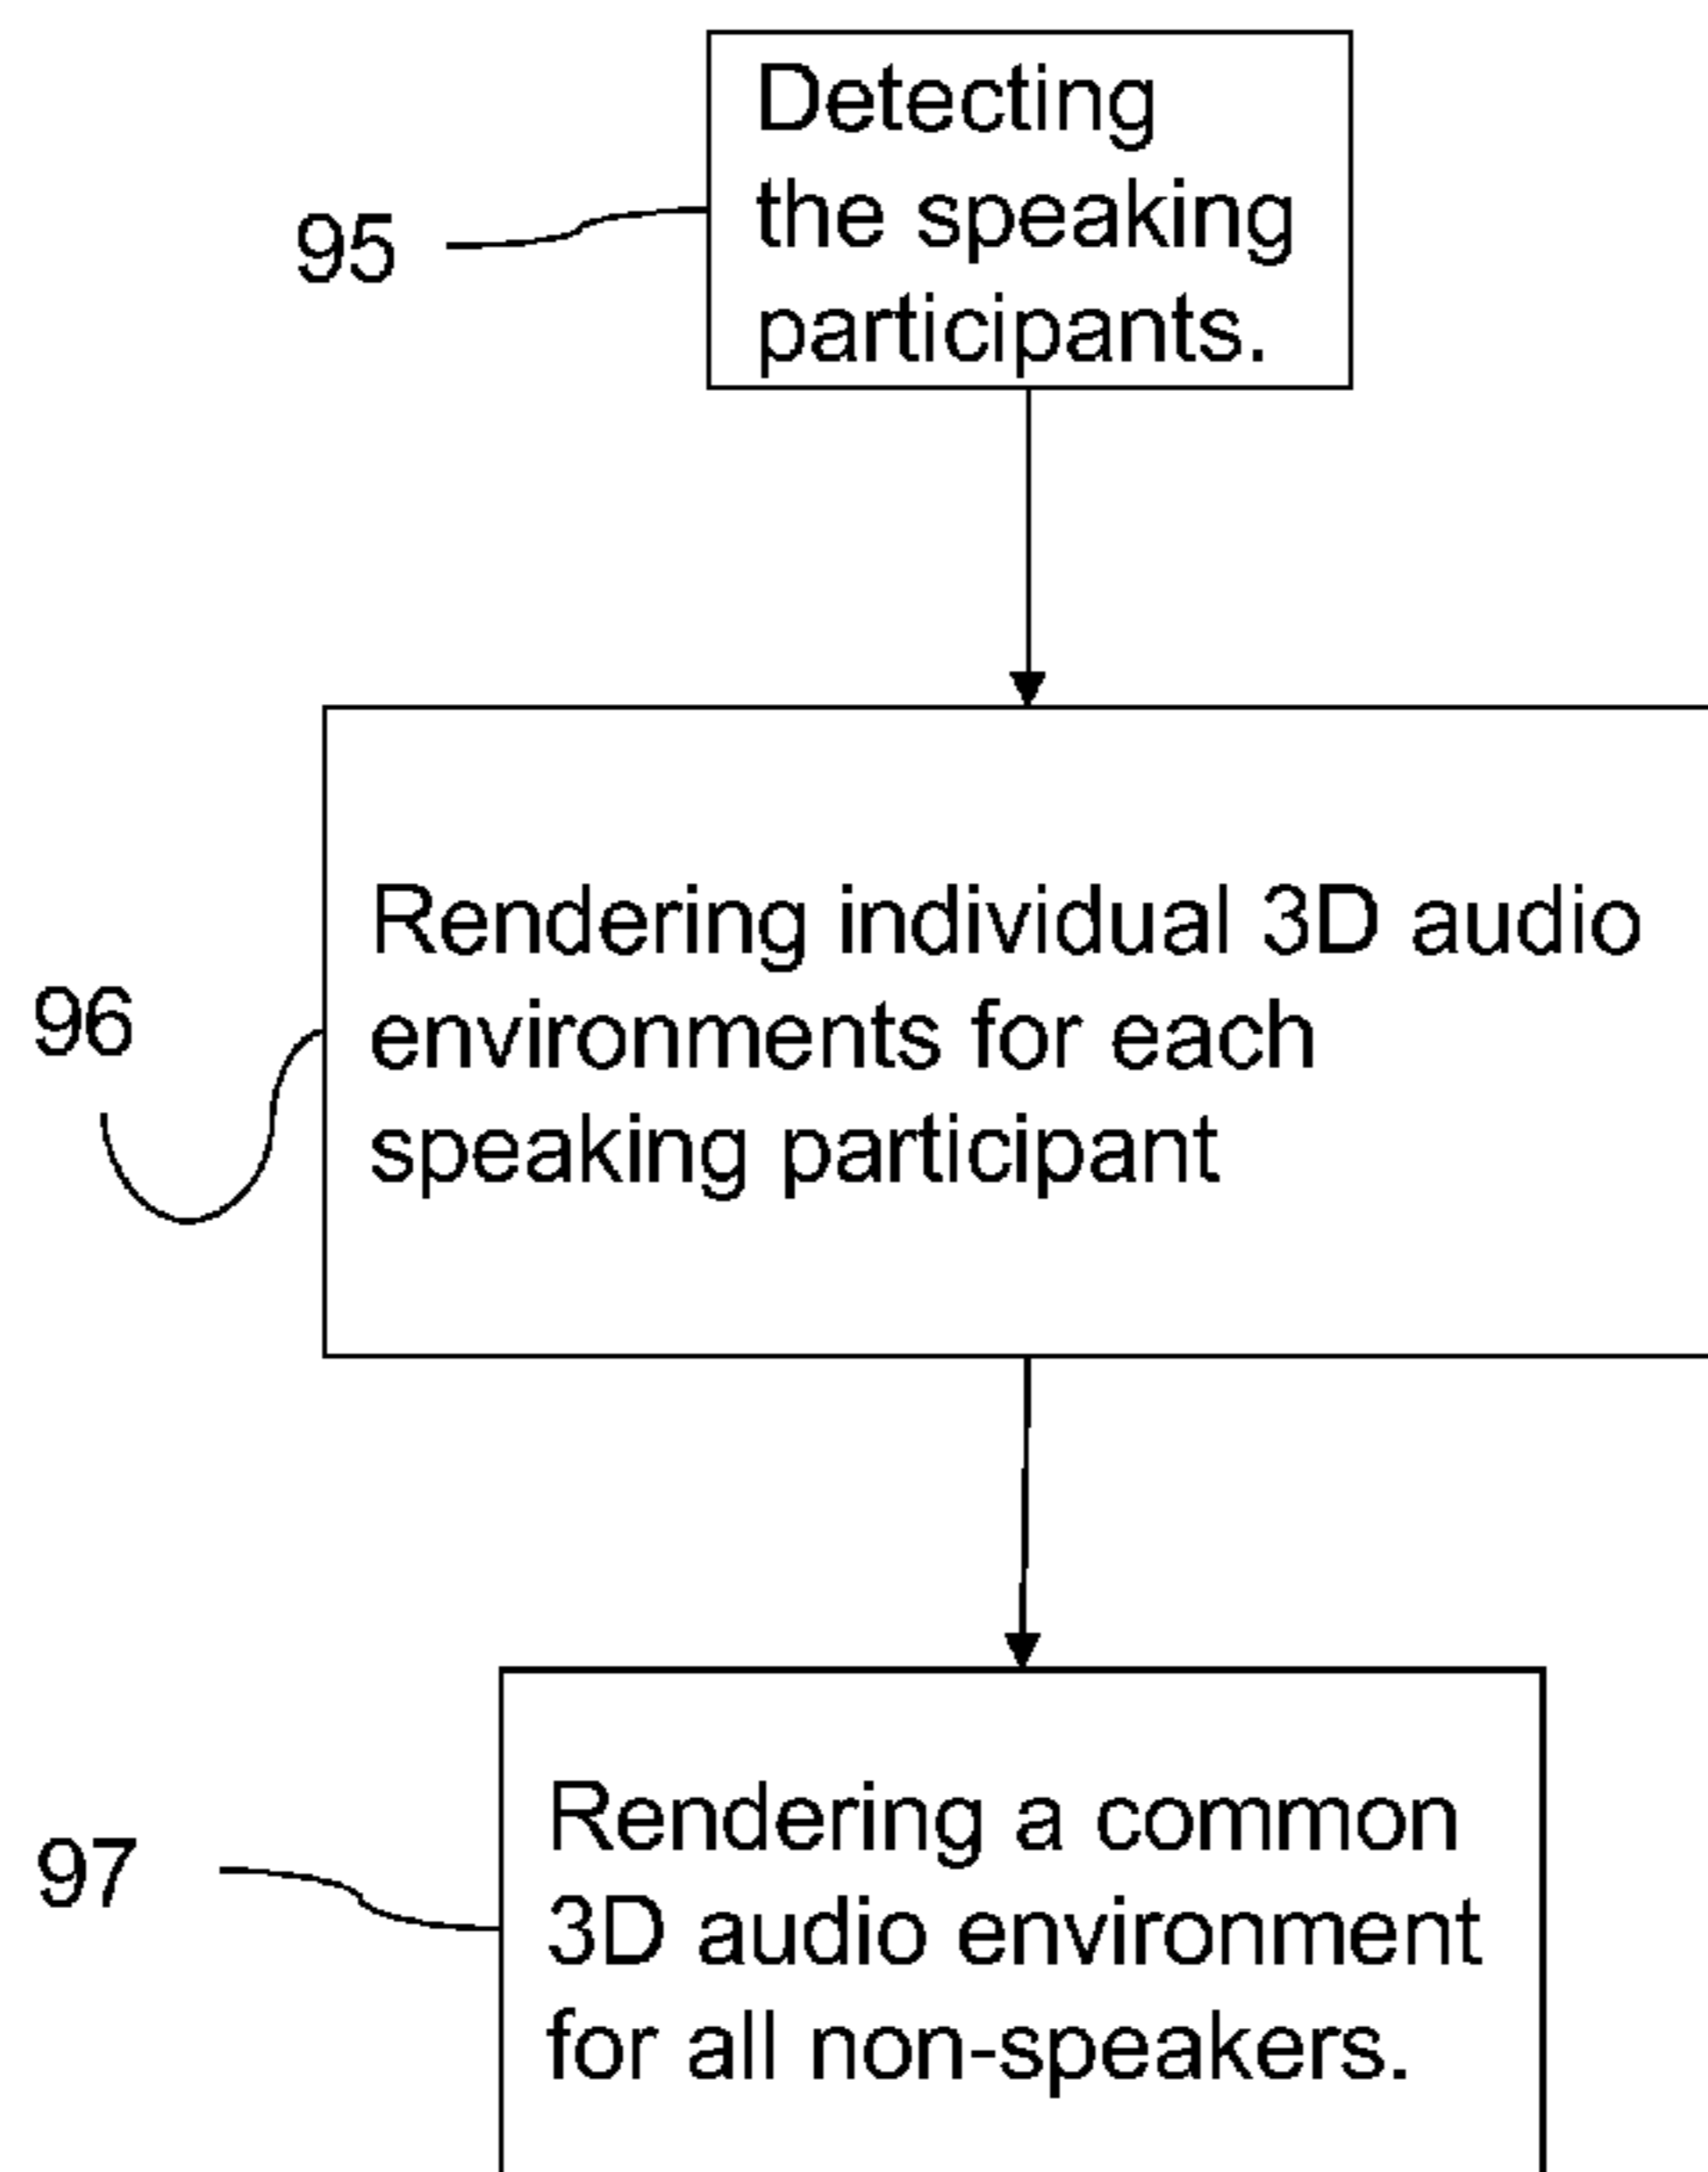 Detecting
the speaking
participants.
95
Rendering individual 3D audio
environments for each
speaking participant
96
Rendering a common
3D audio environment
for all non-speakers.
97